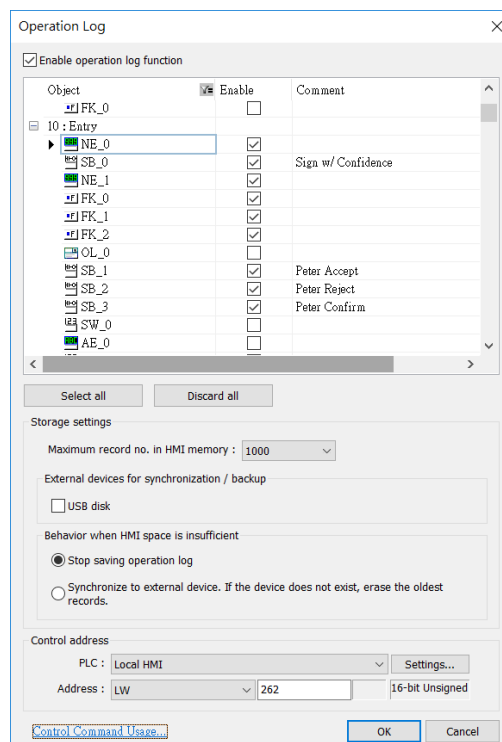 Operation Log
Enable operation log function
Object Enable Comment
FK_0
10 : Entry
NE_0
SB_0 Sign w/ Confidence
NE_1
FK_0
FK_1
FK_2
OL_0
SB_1 Peter Accept
SB_2 Peter Reject
SB_3 Peter Confirm
SW_0
AE_0
Select all Discard all
Storage settings
Maximum record no. in HMI memory : 1000
External devices for synchronization / backup
USB disk
Behavior when HMI space is insufficient
Stop saving operation log
Synchronize to external device. If the device does not exist, erase the oldest
records.
Control address
PLC : Local HMI Settings...
Address : LW 262 16-bit Unsigned
Control Command Usage... OK Cancel